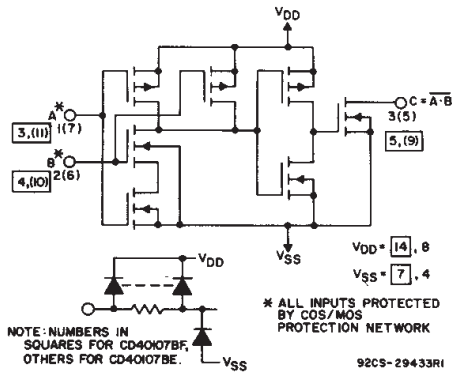 VDD
A*
1(7)
3,(11)
B*
2(6)
4,(10)
C = A·B
3(5)
5,(9)
VSS
VDD = 14, 8
VSS = 7, 4
VDD
VSS
* ALL INPUTS PROTECTED
BY COS/MOS
PROTECTION NETWORK
NOTE: NUMBERS IN
SQUARES FOR CD40107BF,
OTHERS FOR CD40107BE.
92CS-29433R1